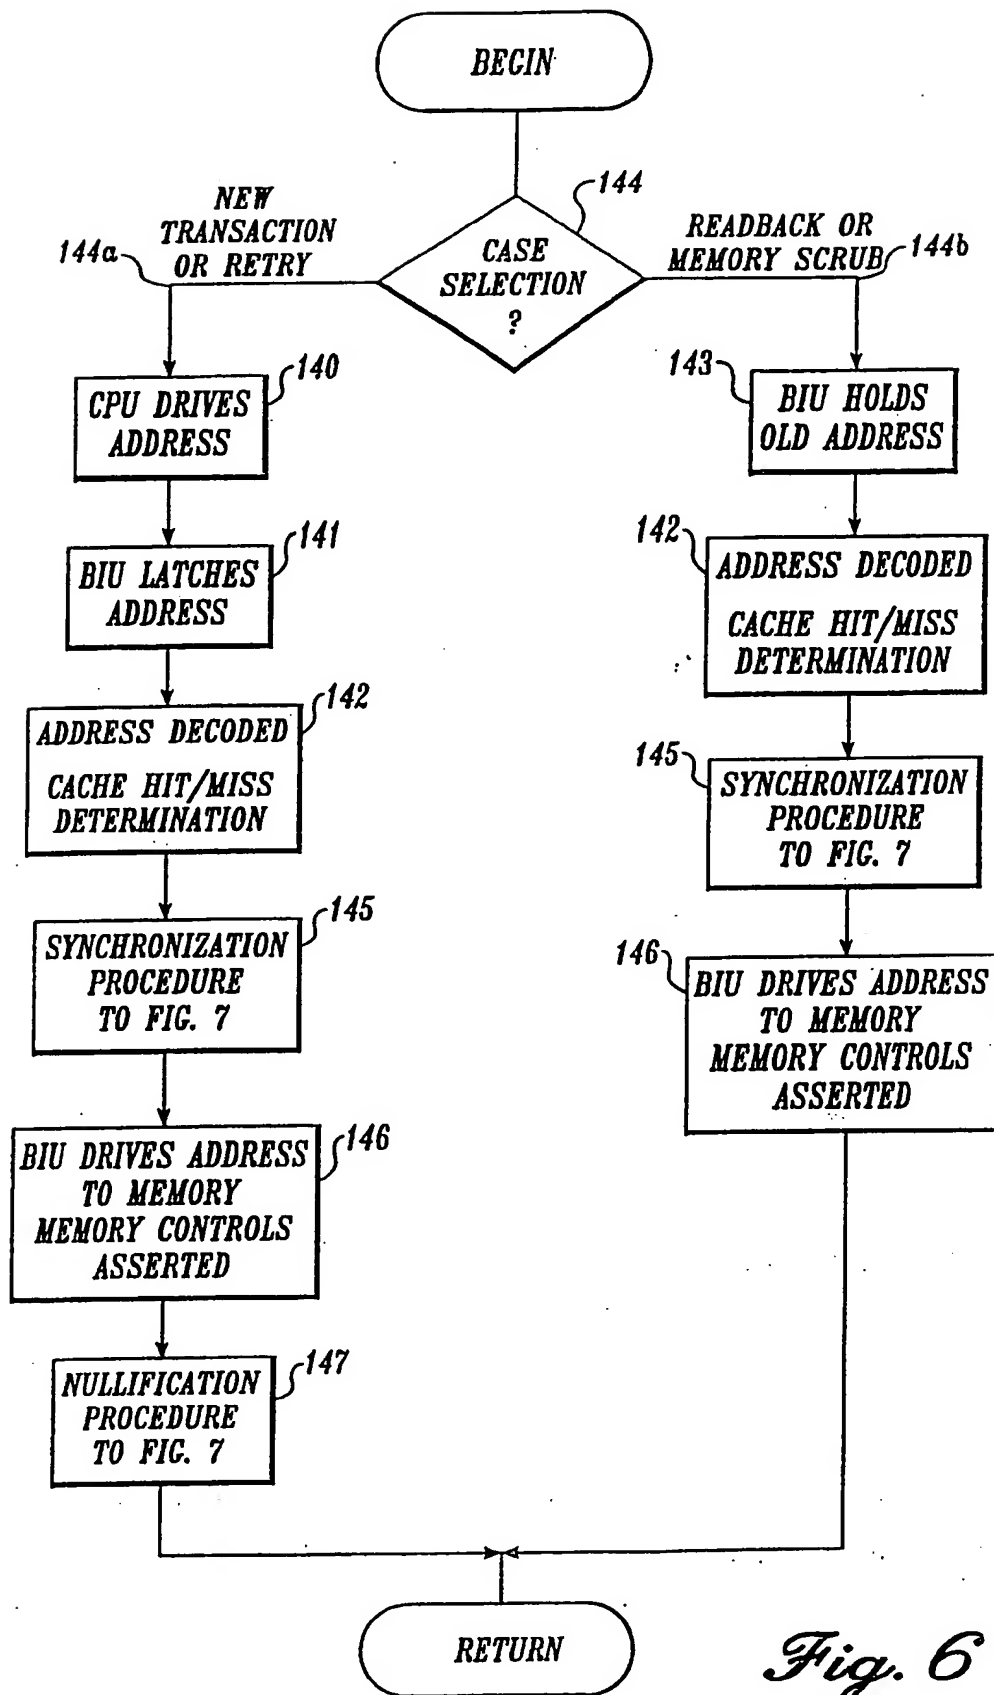 BEGIN
144
CASE
SELECTION
?
NEW
TRANSACTION
OR RETRY
144a
READBACK OR
MEMORY SCRUB
144b
140
CPU DRIVES
ADDRESS
141
BIU LATCHES
ADDRESS
142
ADDRESS DECODED
CACHE HIT/MISS
DETERMINATION
145
SYNCHRONIZATION
PROCEDURE
TO FIG. 7
146
BIU DRIVES ADDRESS
TO MEMORY
MEMORY CONTROLS
ASSERTED
147
NULLIFICATION
PROCEDURE
TO FIG. 7
143
BIU HOLDS
OLD ADDRESS
142
ADDRESS DECODED
CACHE HIT/MISS
DETERMINATION
145
SYNCHRONIZATION
PROCEDURE
TO FIG. 7
146
BIU DRIVES ADDRESS
TO MEMORY
MEMORY CONTROLS
ASSERTED
RETURN
Fig. 6